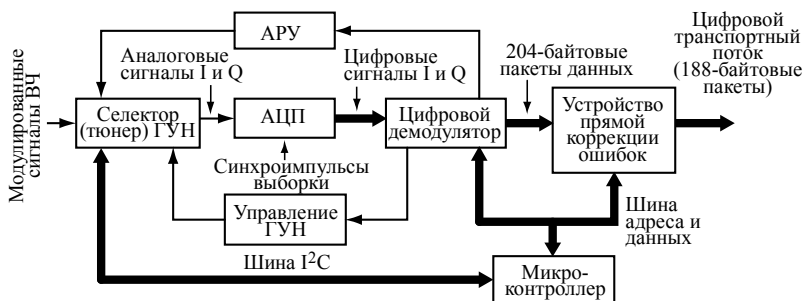 Модулированные
сигналы ВЧ
АРУ
Аналоговые
сигналы I и Q
Цифровые
сигналы I и Q
204-байтовые
пакеты данных
Цифровой
транспортный
поток
(188-байтовые
пакеты)
Селектор
(тюнер) ГУН
АЦП
Цифровой
демодулятор
Устройство
прямой
коррекции
ошибок
Синхроимпульсы
выборки
Управление
ГУН
Шина
адреса и
данных
Шина I²C
Микро-
контроллер